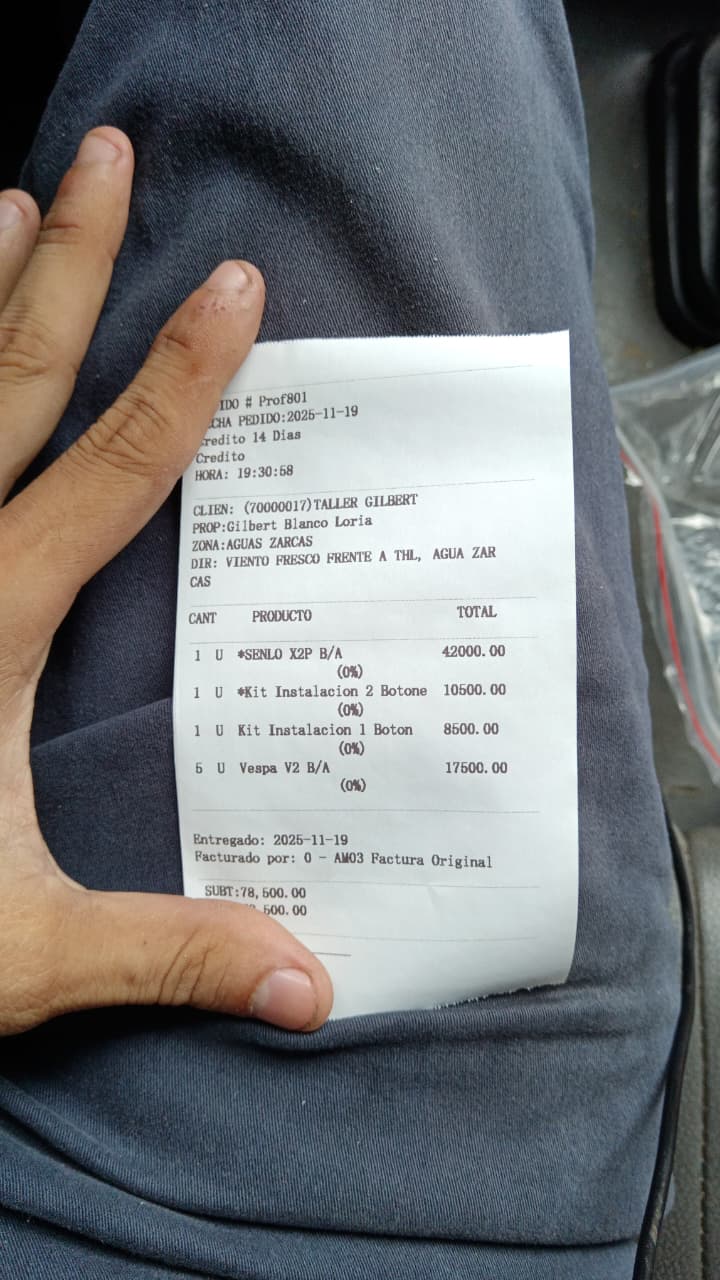 # Prof801
PEDIDO:2025-11-19
Credito 14 Dias
Credito
HORA: 19:30:58
CLIEN: (70000017)TALLER GILBERT
PROP:Gilbert Blanco Loria
ZONA:AGUAS ZARCAS
DIR: VIENTO FRESCO FRENTE A THL, AGUA ZAR
CAS
CANT PRODUCTO TOTAL
1 U *SENLO X2P B/A 42000.00
(0%)
1 U *Kit Instalacion 2 Botone 10500.00
(0%)
1 U Kit Instalacion 1 Boton 8500.00
(0%)
5 U Vespa V2 B/A 17500.00
(0%)
Entregado: 2025-11-19
Facturado por: 0 - AM03 Factura Original
SUBT:78,500.00
500.00